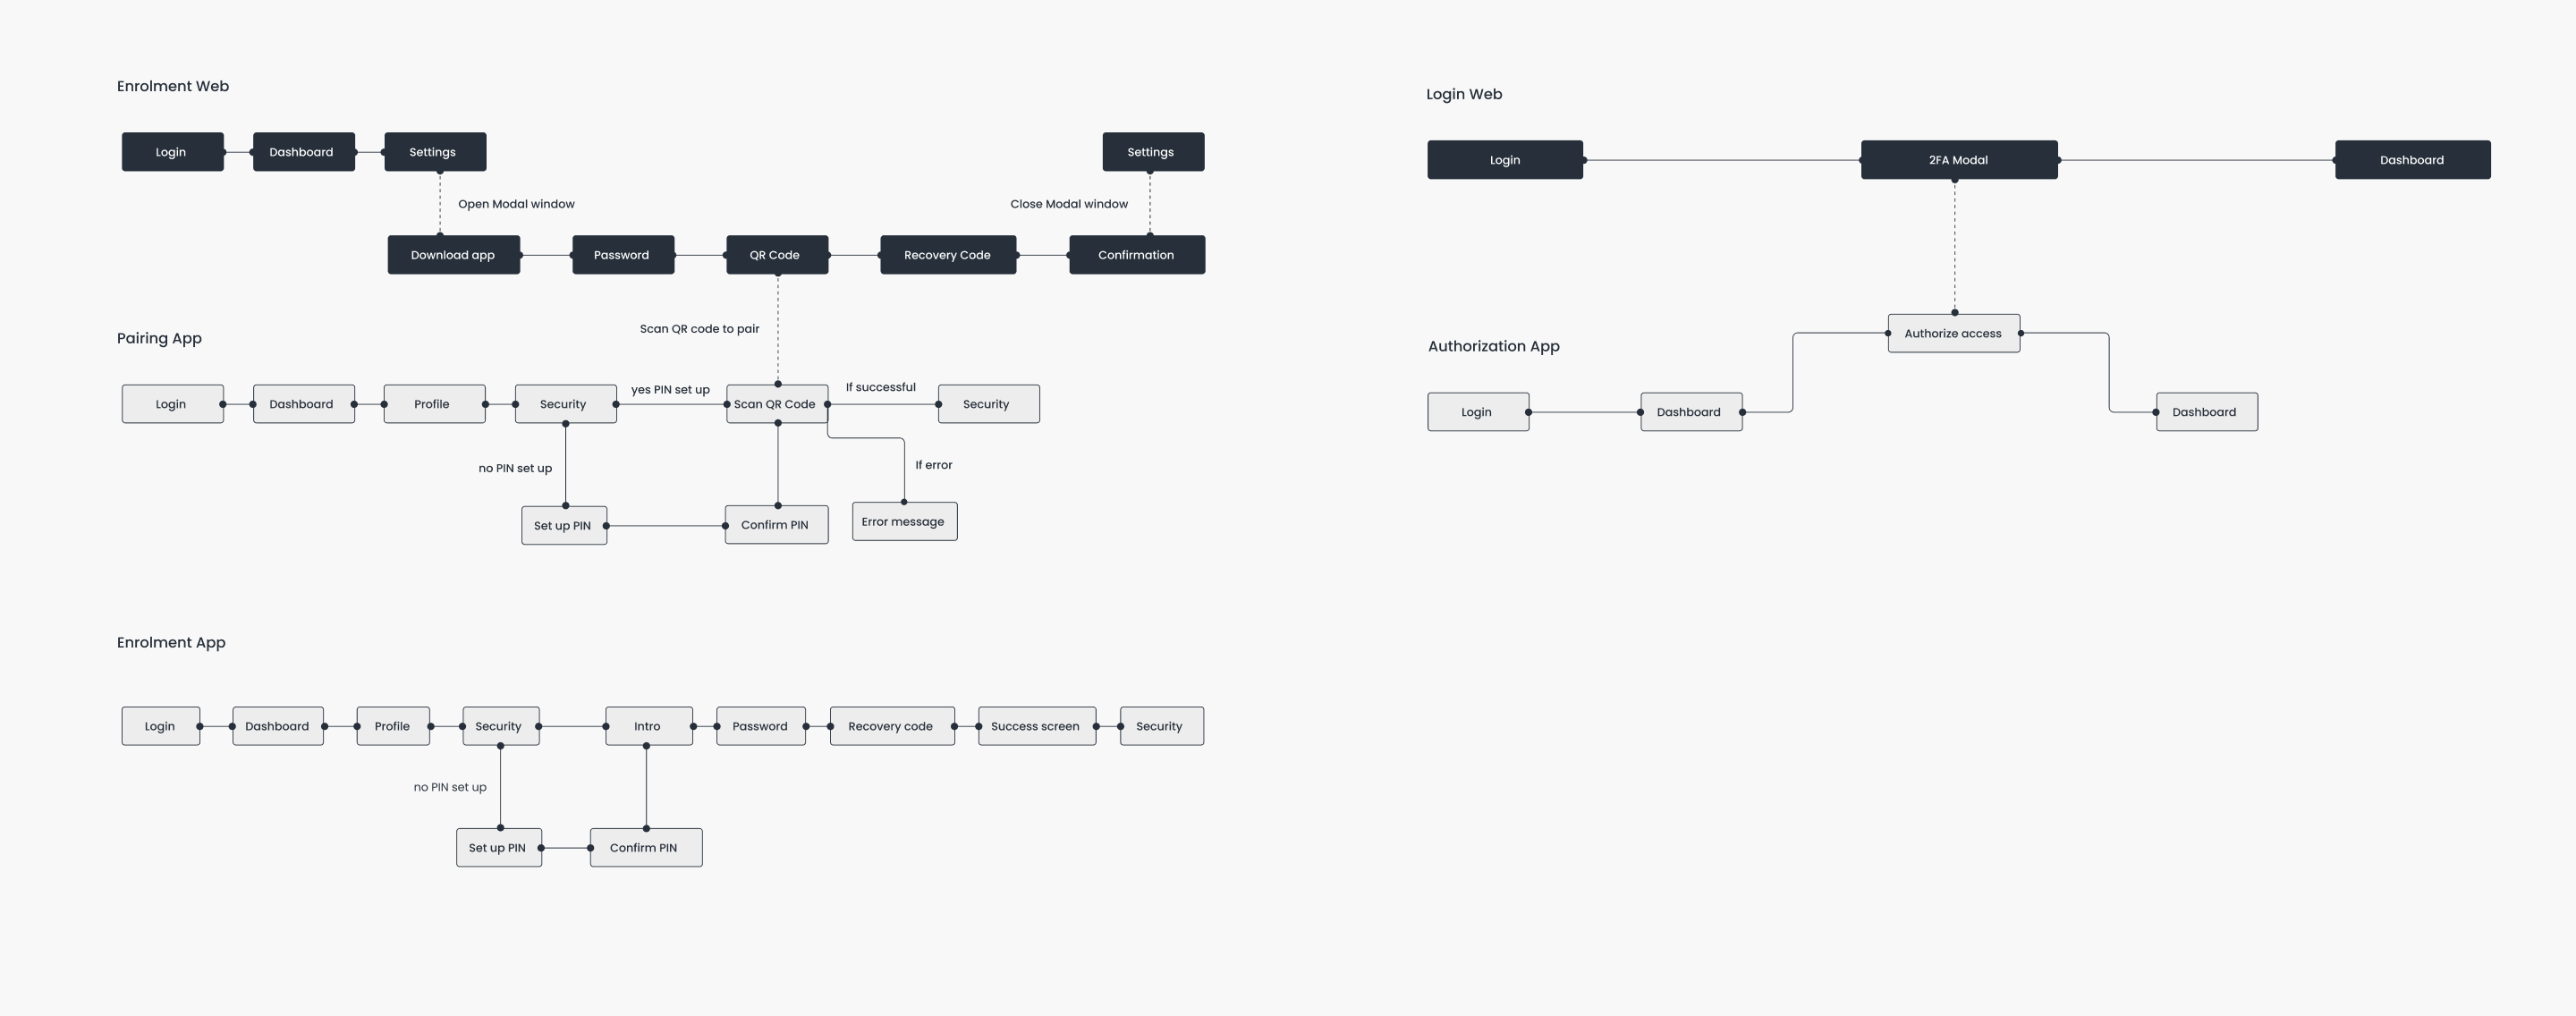 Enrolment Web
Login
Dashboard
Settings
Settings
Open Modal window
Close Modal window
Download app
Password
QR Code
Recovery Code
Confirmation
Scan QR code to pair
Pairing App
Login
Dashboard
Profile
Security
yes PIN set up
Scan QR Code
If successful
Security
no PIN set up
If error
Set up PIN
Confirm PIN
Error message
Enrolment App
Login
Dashboard
Profile
Security
Intro
Password
Recovery code
Success screen
Security
no PIN set up
Set up PIN
Confirm PIN
Login Web
Login
2FA Modal
Dashboard
Authorize access
Authorization App
Login
Dashboard
Dashboard